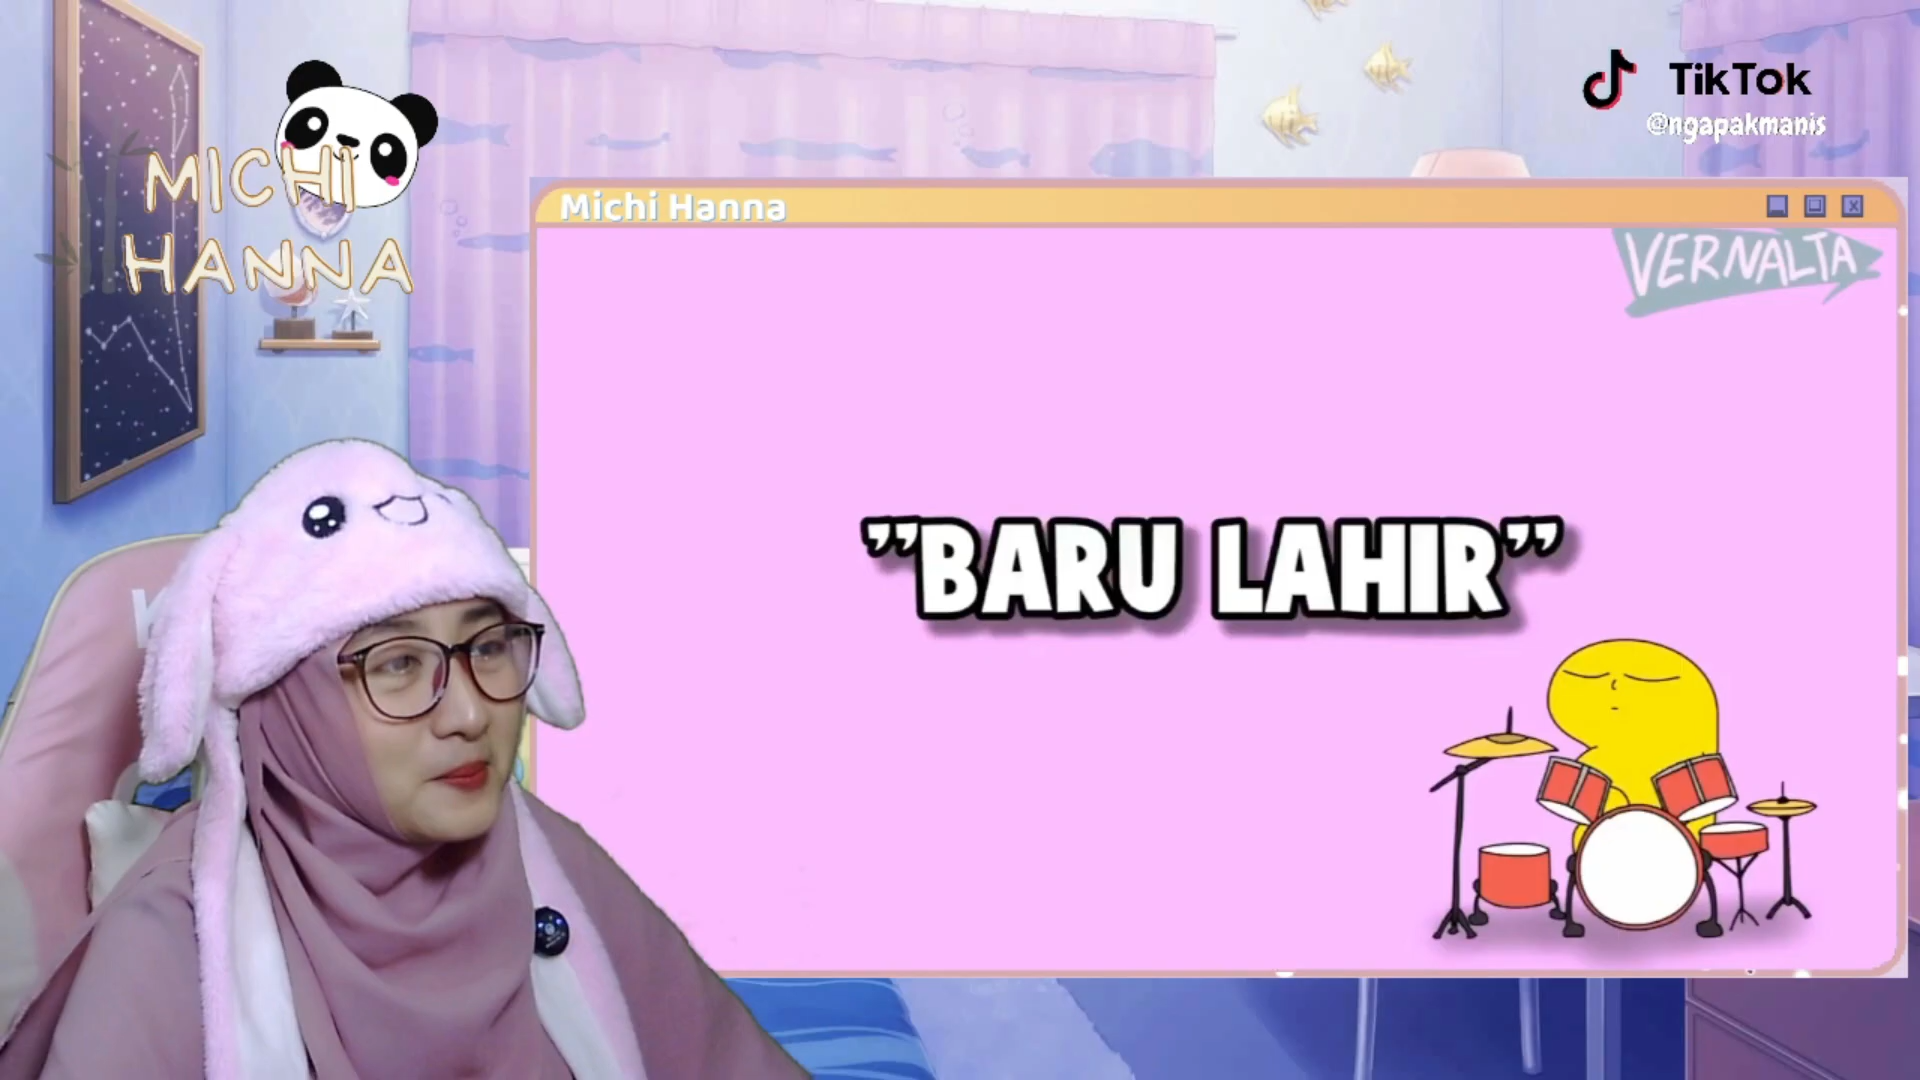 MICHI
HANNA
TikTok
@ngapakmanis
Michi Hanna
VERNALTA
”BARU LAHIR”